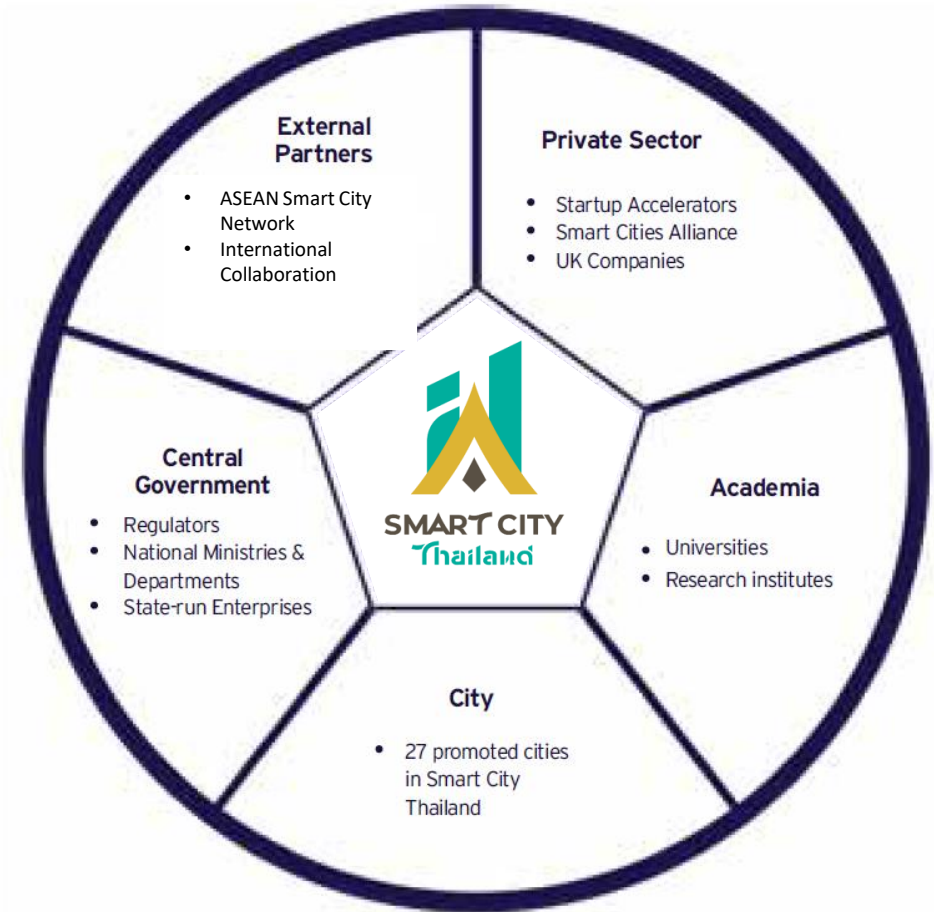 External
Partners
• ASEAN Smart City
Network
• International
Collaboration
Private Sector
• Startup Accelerators
• Smart Cities Alliance
• UK Companies
Central
Government
• Regulators
• National Ministries &
Departments
• State-run Enterprises
SMART CITY
Thailand
Academia
• Universities
• Research institutes
City
• 27 promoted cities
in Smart City
Thailand